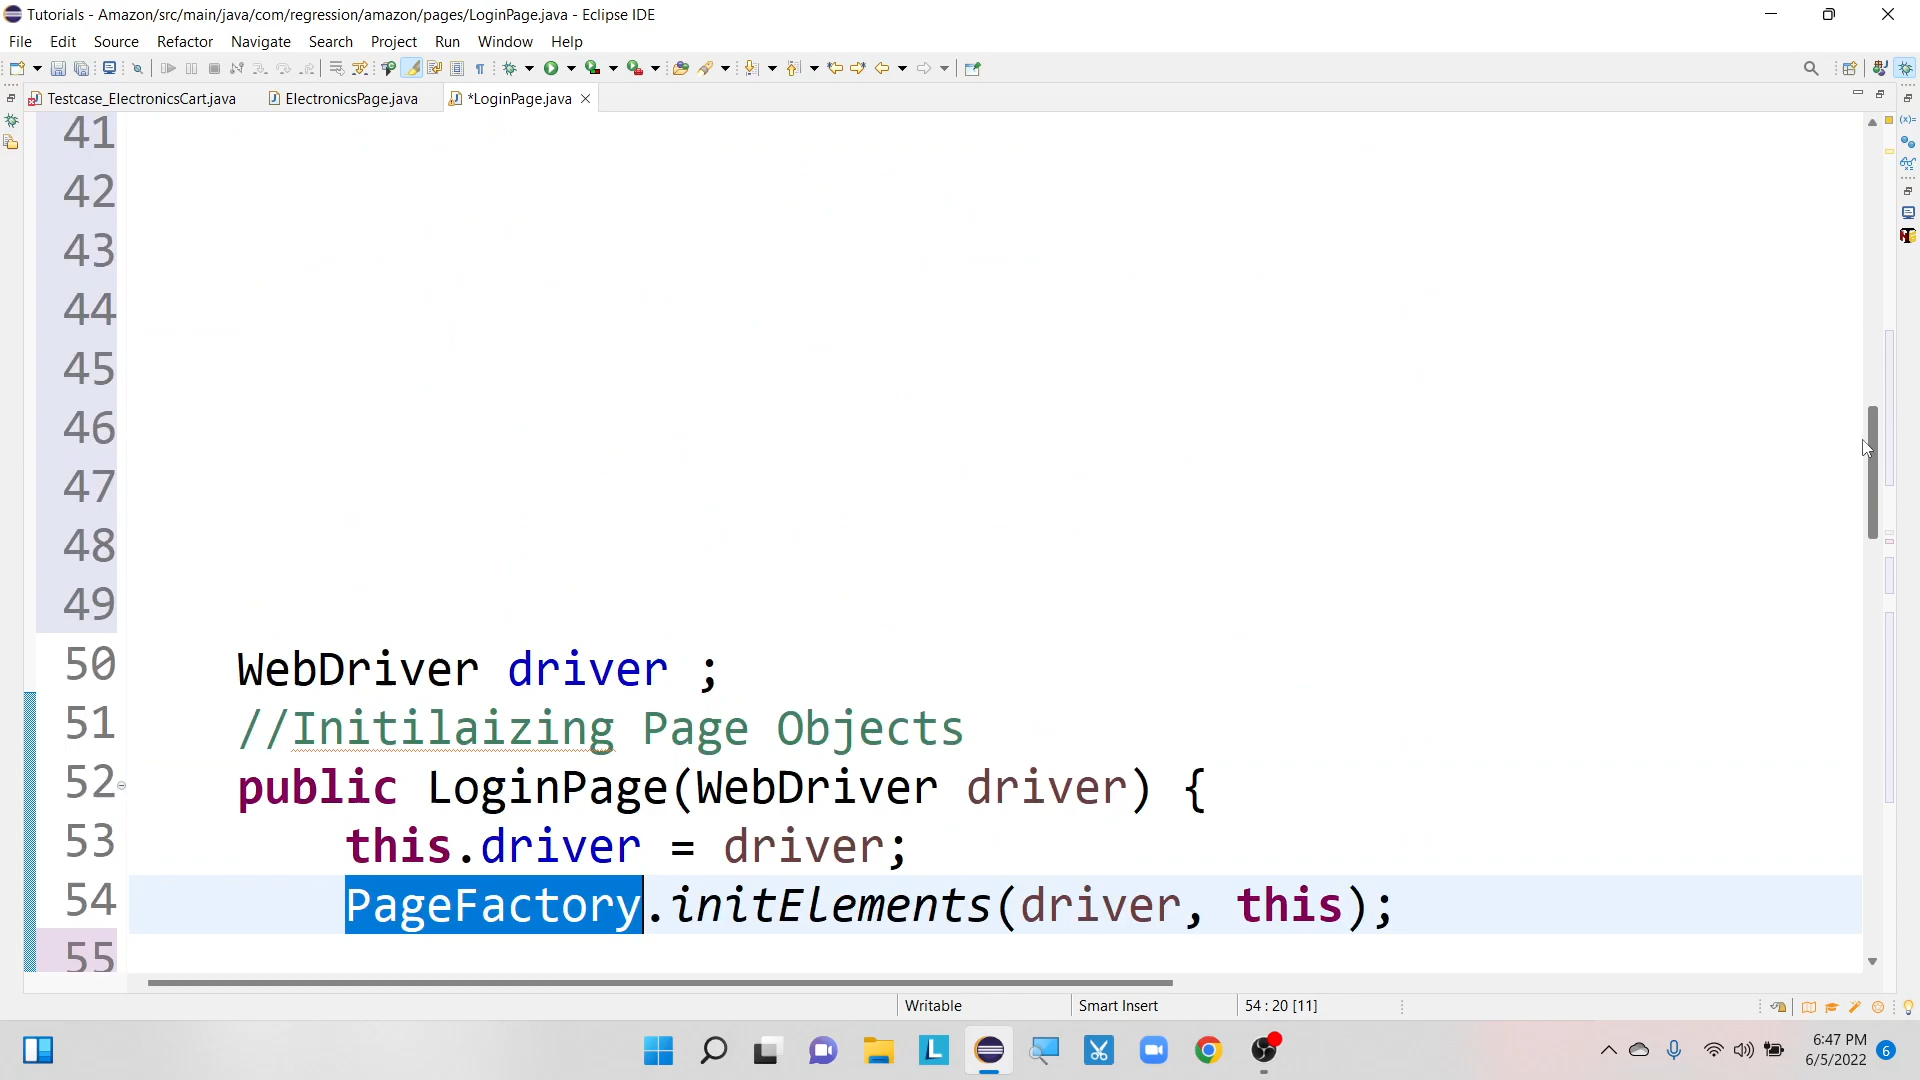 Tutorials - Amazon/src/main/java/com/regression/amazon/pages/LoginPage.java - Eclipse IDE
File Edit Source Refactor Navigate Search Project Run Window Help
Testcase_ElectronicsCart.java ElectronicsPage.java *LoginPage.java
41
42
43
44
45
46
47
48
49
50 WebDriver driver ;
51 //Initilaizing Page Objects
52 public LoginPage(WebDriver driver) {
53 this.driver = driver;
54 PageFactory.initElements(driver, this);
55
Writable Smart Insert 54 : 20 [11]
6:47 PM
6/5/2022 6